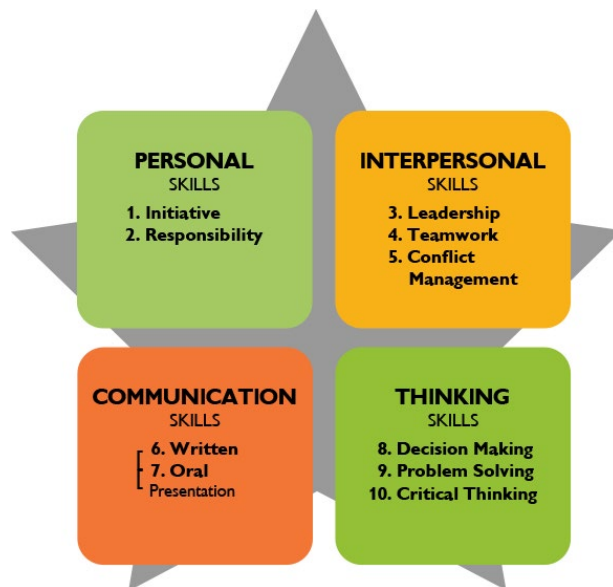 PERSONAL
SKILLS
1. Initiative
2. Responsibility
INTERPERSONAL
SKILLS
3. Leadership
4. Teamwork
5. Conflict
Management
COMMUNICATION
SKILLS
6. Written
7. Oral
Presentation
THINKING
SKILLS
8. Decision Making
9. Problem Solving
10. Critical Thinking